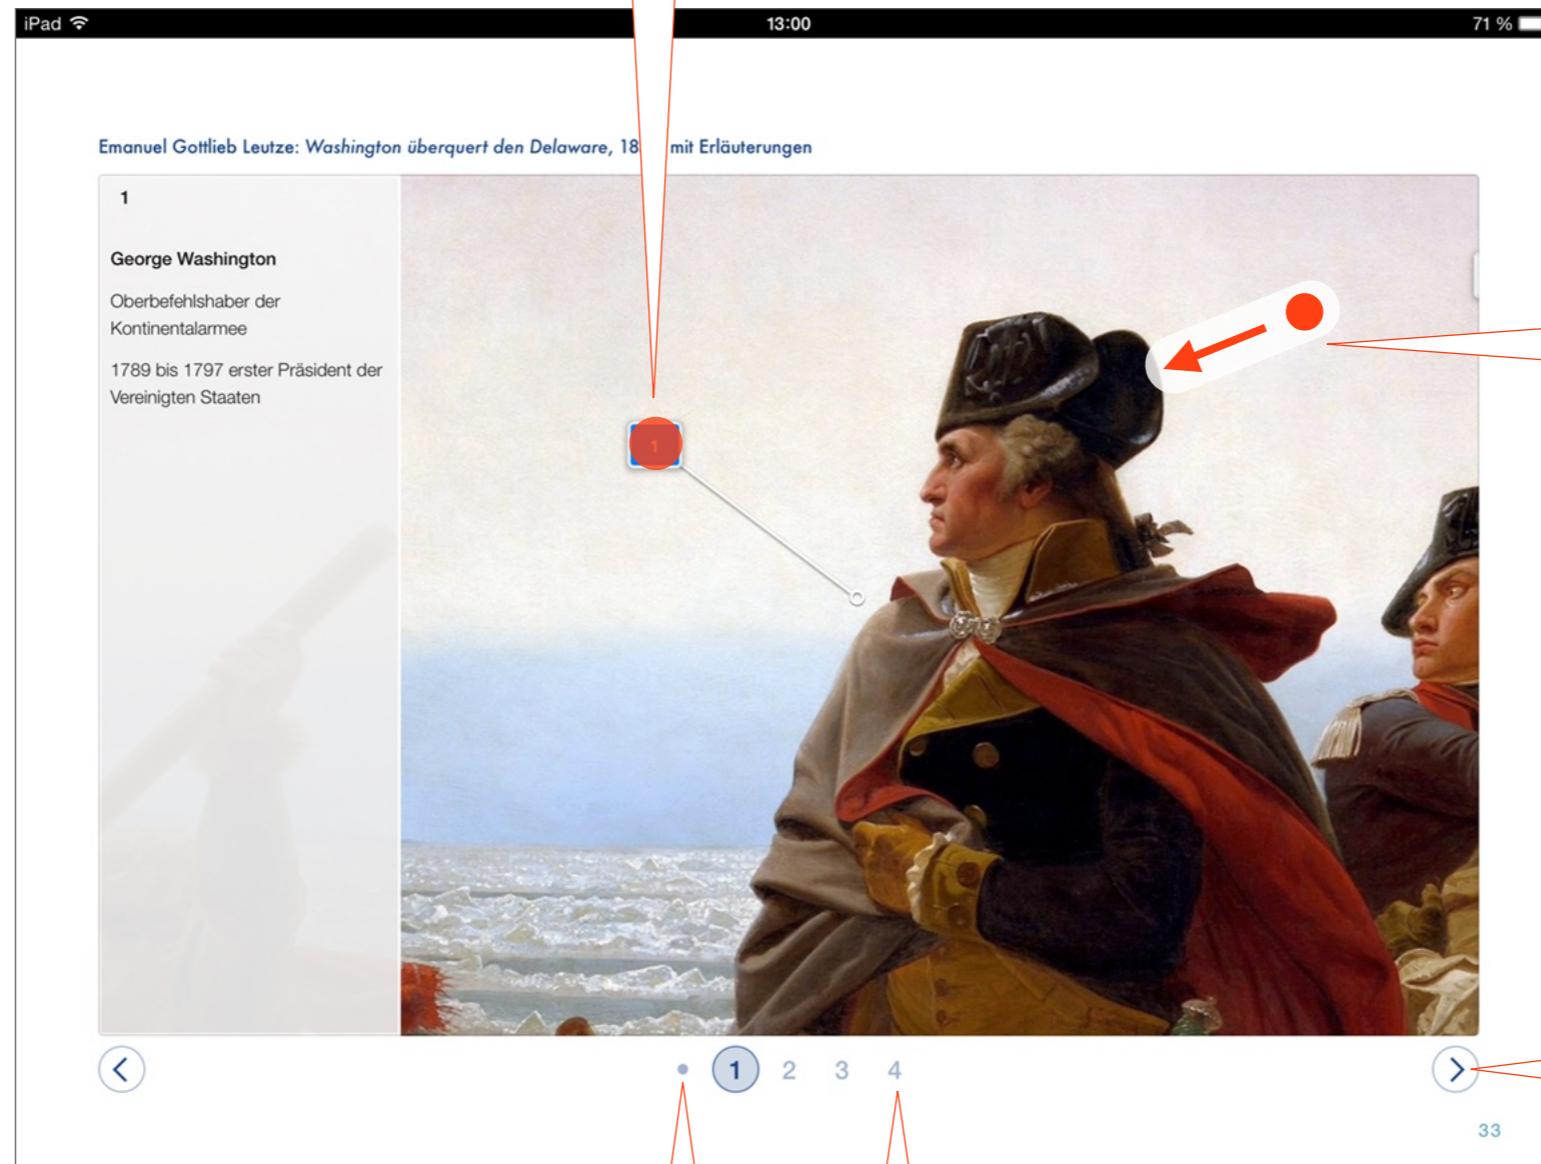 iPad 13:00 71 %
Emanuel Gottlieb Leutze: Washington überquert den Delaware, 18 mit Erläuterungen
1
George Washington
Oberbefehlshaber der
Kontinentalarmee
1789 bis 1797 erster Präsident der
Vereinigten Staaten
1
1 2 3 4
33